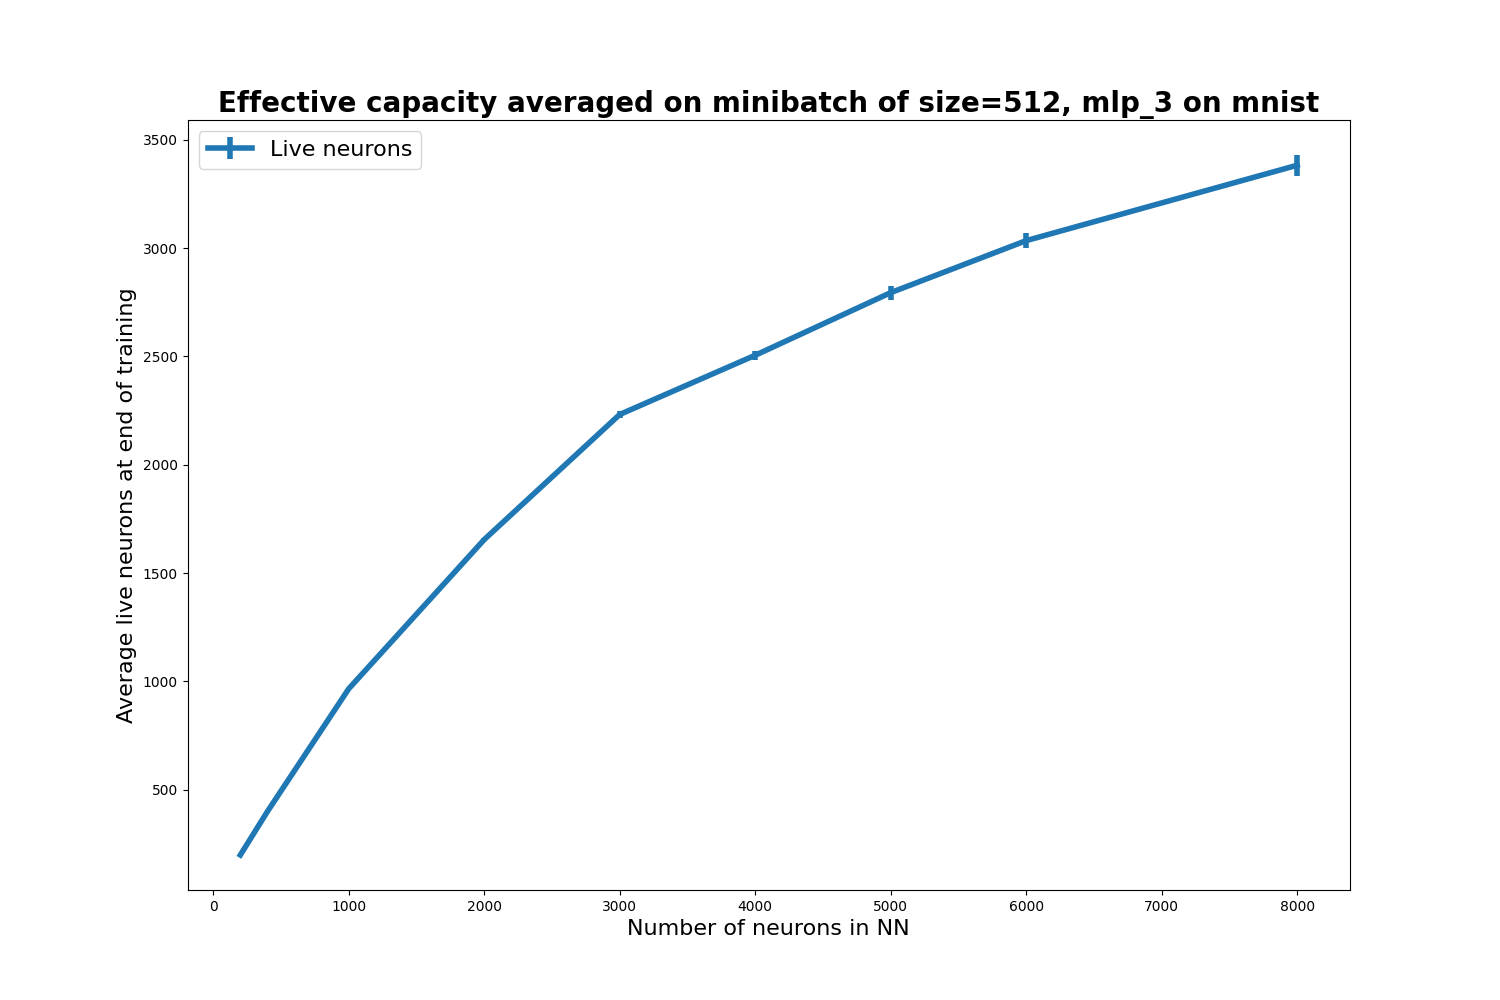 Effective capacity averaged on minibatch of size=512, mlp_3 on mnist
Live neurons
3500
3000
2500
2000
1500
1000
500
Average live neurons at end of training
0 1000 2000 3000 4000 5000 6000 7000 8000
Number of neurons in NN